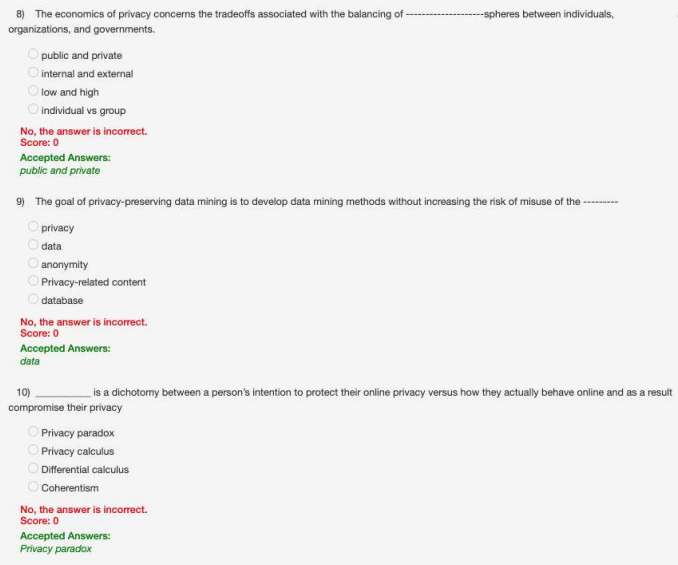 8) The economics of privacy concerns the tradeoffs associated with the balancing of --------------------spheres between individuals,
organizations, and governments.
public and private
internal and external
low and high
individual vs group
No, the answer is incorrect.
Score: 0
Accepted Answers:
public and private
9) The goal of privacy-preserving data mining is to develop data mining methods without increasing the risk of misuse of the ---------
privacy
data
anonymity
Privacy-related content
database
No, the answer is incorrect.
Score: 0
Accepted Answers:
data
10) __________ is a dichotomy between a person's intention to protect their online privacy versus how they actually behave online and as a result
compromise their privacy
Privacy paradox
Privacy calculus
Differential calculus
Coherentism
No, the answer is incorrect.
Score: 0
Accepted Answers:
Privacy paradox